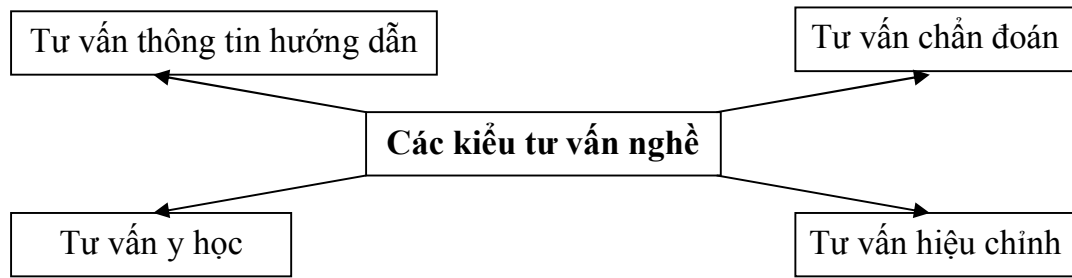 Tư vấn thông tin hướng dẫn
Tư vấn chẩn đoán
Các kiểu tư vấn nghề
Tư vấn y học
Tư vấn hiệu chỉnh